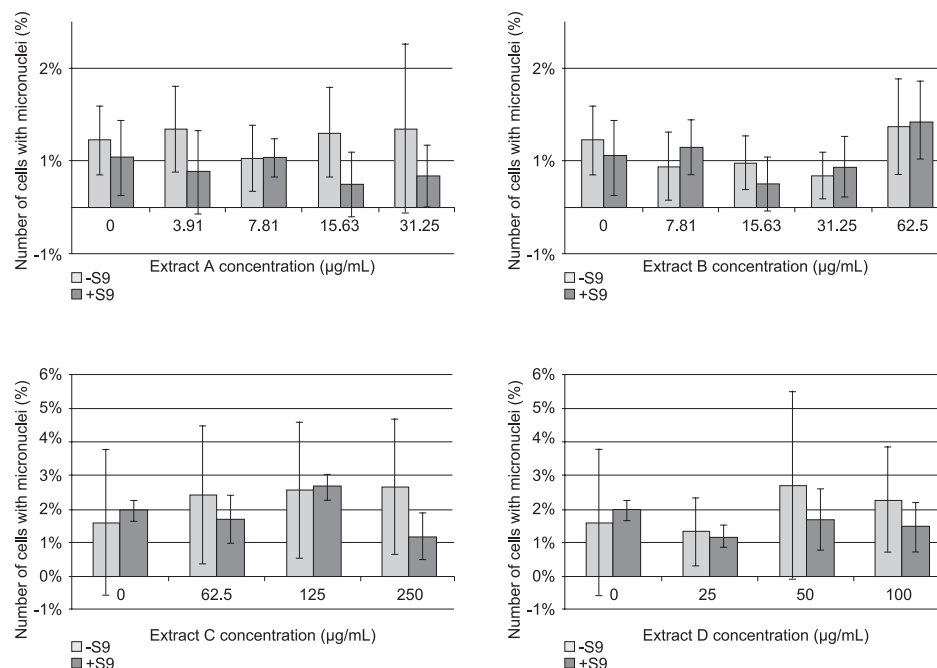 Number of cells with micronuclei (%)
2%
1%
-1%
0 3.91 7.81 15.63 31.25
Extract A concentration (µg/mL)
-S9
+S9
Number of cells with micronuclei (%)
2%
1%
-1%
0 7.81 15.63 31.25 62.5
Extract B concentration (µg/mL)
-S9
+S9
Number of cells with micronuclei (%)
6%
5%
4%
3%
2%
1%
0%
-1%
0 62.5 125 250
Extract C concentration (µg/mL)
-S9
+S9
Number of cells with micronuclei (%)
6%
5%
4%
3%
2%
1%
0%
-1%
0 25 50 100
Extract D concentration (µg/mL)
-S9
+S9